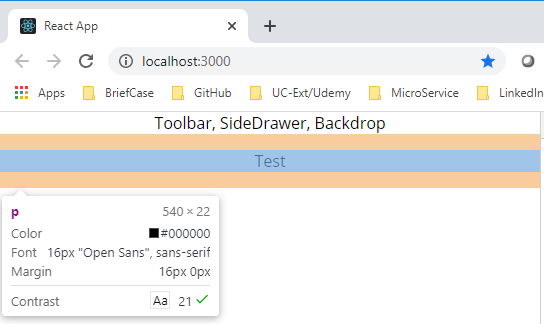 React App
localhost:3000
Apps BriefCase GitHub UC-Ext/Udemy MicroService LinkedIn
Toolbar, SideDrawer, Backdrop
Test
p 540 × 22
Color #000000
Font 16px "Open Sans", sans-serif
Margin 16px 0px
Contrast Aa 21